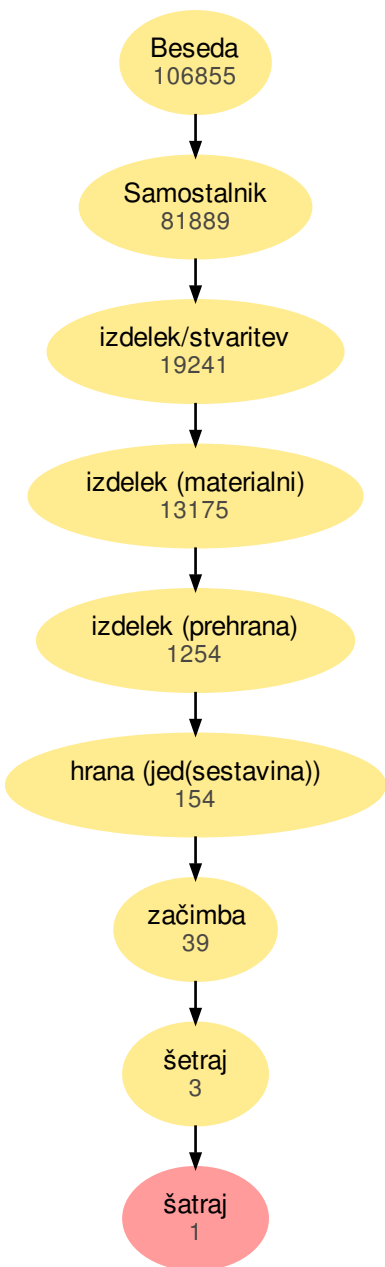 Beseda
106855
Samostalnik
81889
izdelek/stvaritev
19241
izdelek (materialni)
13175
izdelek (prehrana)
1254
hrana (jed(sestavina))
154
začimba
39
šetraj
3
šatraj
1